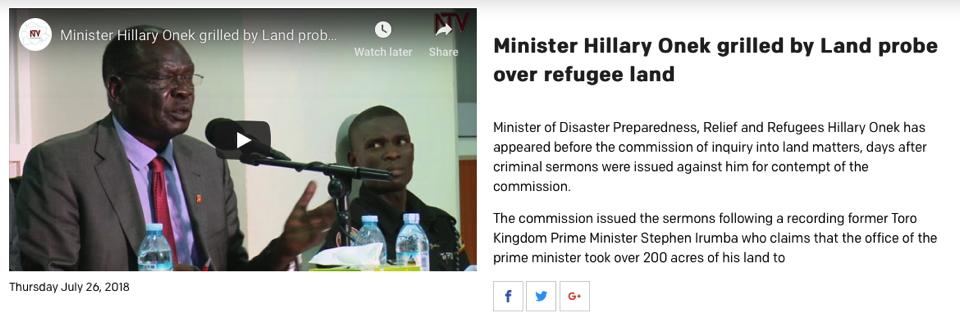 NTV
Minister Hillary Onek grilled by Land prob...
Watch later
Share
NTV
Minister Hillary Onek grilled by Land probe
over refugee land
Minister of Disaster Preparedness, Relief and Refugees Hillary Onek has
appeared before the commission of inquiry into land matters, days after
criminal sermons were issued against him for contempt of the
commission.
The commission issued the sermons following a recording former Toro
Kingdom Prime Minister Stephen Irumba who claims that the office of the
prime minister took over 200 acres of his land to
Thursday July 26, 2018
f
G+